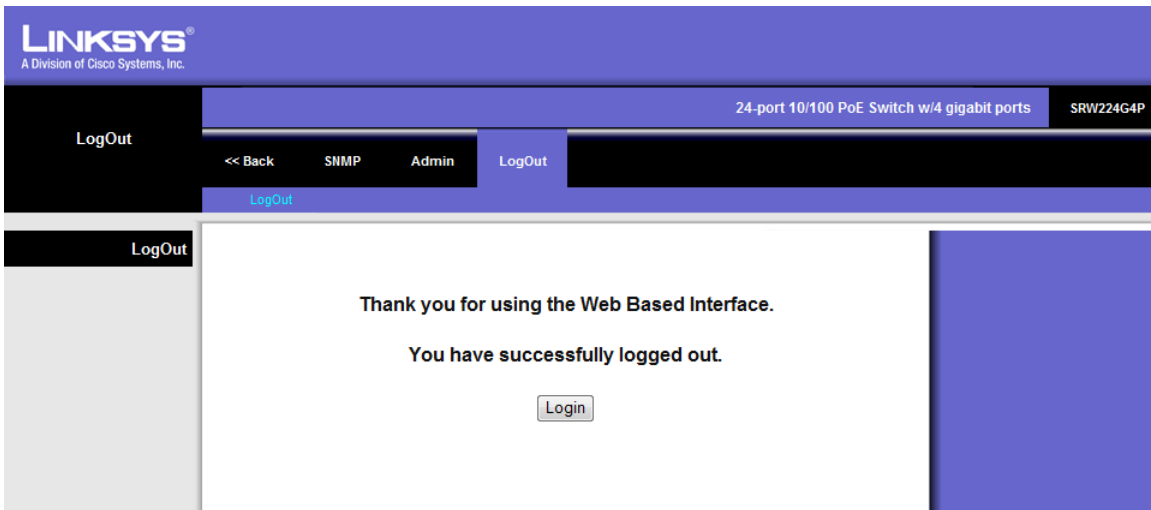 LINKSYS®
A Division of Cisco Systems, Inc.
24-port 10/100 PoE Switch w/4 gigabit ports SRW224G4P
LogOut
<< Back SNMP Admin LogOut
LogOut
LogOut
Thank you for using the Web Based Interface.
You have successfully logged out.
Login